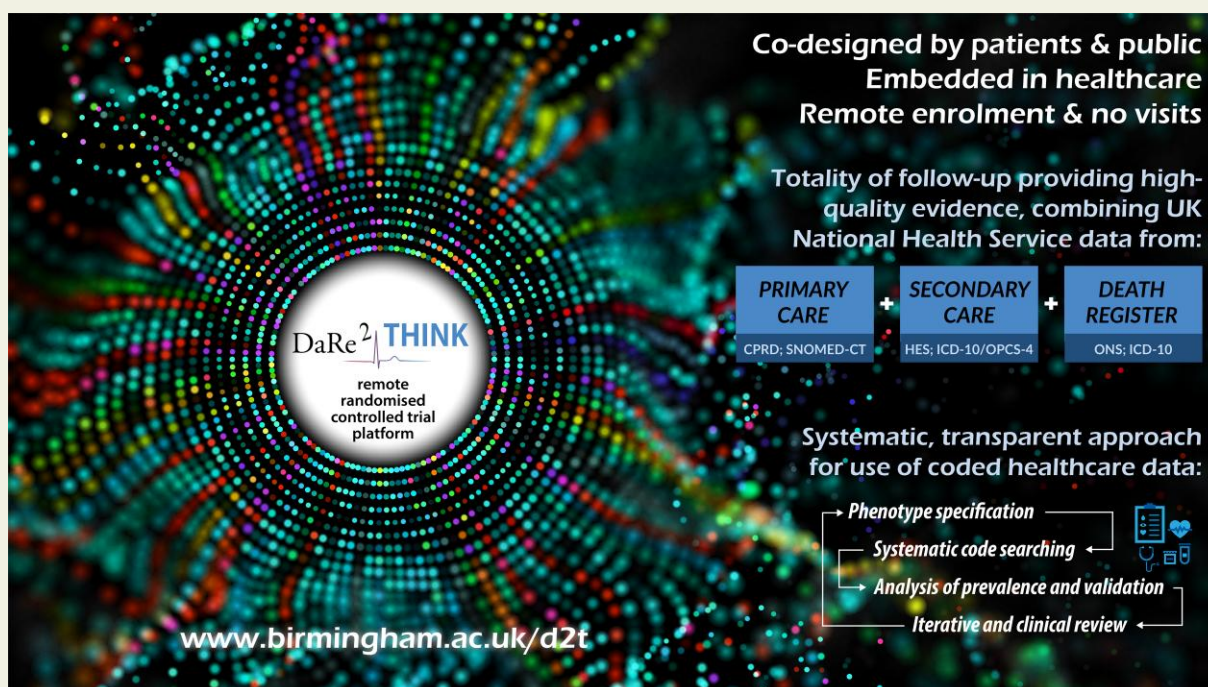 Co-designed by patients & public
Embedded in healthcare
Remote enrolment & no visits
Totality of follow-up providing high-
quality evidence, combining UK
National Health Service data from:
PRIMARY
CARE
CPRD; SNOMED-CT
+
SECONDARY
CARE
HES; ICD-10/OPCS-4
+
DEATH
REGISTER
ONS; ICD-10
DaRe2 THINK
remote
randomised
controlled trial
platform
Systematic, transparent approach
for use of coded healthcare data:
Phenotype specification
Systematic code searching
Analysis of prevalence and validation
Iterative and clinical review
www.birmingham.ac.uk/d2t